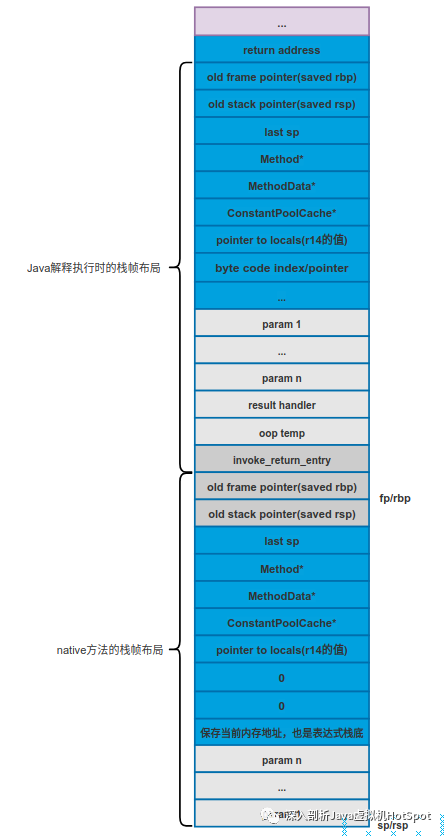 ...
return address
old frame pointer(saved rbp)
old stack pointer(saved rsp)
last sp
Method*
MethodData*
ConstantPoolCache*
pointer to locals(r14的值)
Java解释执行时的栈帧布局
byte code index/pointer
...
param 1
...
param n
result handler
oop temp
invoke_return_entry
old frame pointer(saved rbp)
fp/rbp
old stack pointer(saved rsp)
last sp
Method*
MethodData*
ConstantPoolCache*
native方法的栈帧布局
pointer to locals(r14的值)
0
0
保存当前内存地址，也是表达式栈底
param n
...
深入剖析Java虚拟机HotSpot
sp/rsp